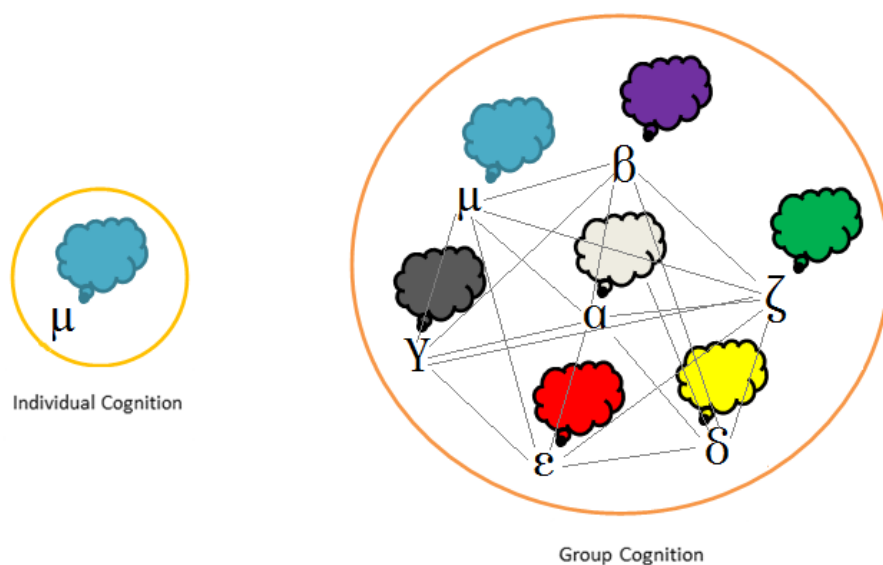 μ
Individual Cognition
β
μ
ζ
α
γ
δ
ε
Group Cognition